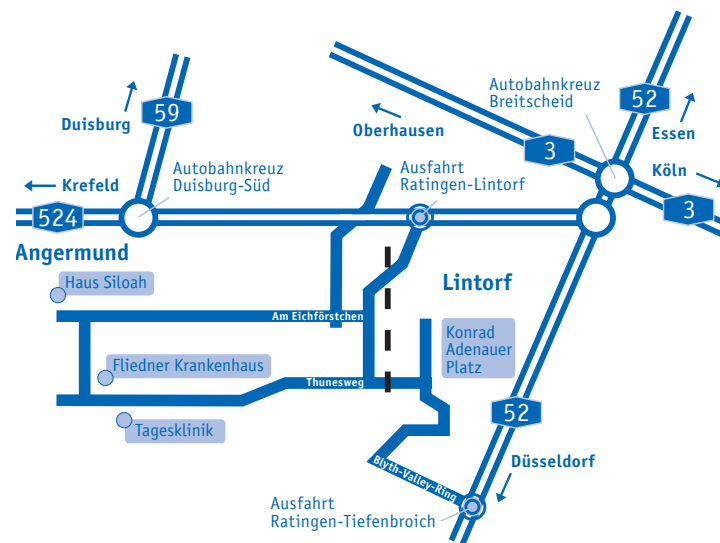 Autobahnkreuz
Breitscheid
52
59
Duisburg
Oberhausen
Essen
3
Köln
Krefeld
Autobahnkreuz
Duisburg-Süd
Ausfahrt
Ratingen-Lintorf
524
3
Angermund
Haus Siloah
Lintorf
Am Eichförstchen
Konrad
Adenauer
Platz
Fliedner Krankenhaus
Thunesweg
52
Tagesklinik
Blyth-Valley-Ring
Düsseldorf
Ausfahrt
Ratingen-Tiefenbroich